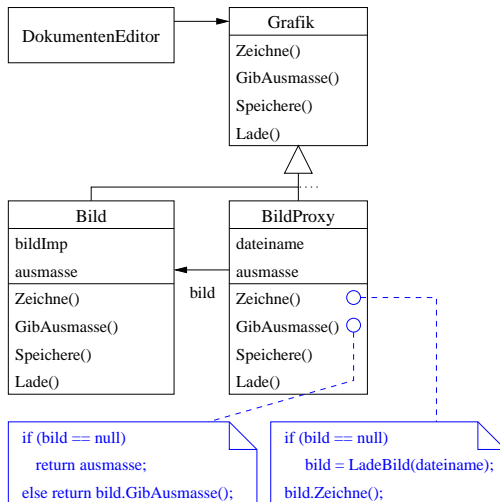 DokumentenEditor
Grafik
Zeichne()
GibAusmasse()
Speichere()
Lade()
Bild
bildImp
ausmasse
Zeichne()
GibAusmasse()
Speichere()
Lade()
bild
BildProxy
dateiname
ausmasse
Zeichne()
GibAusmasse()
Speichere()
Lade()
if (bild == null)
return ausmasse;
else return bild.GibAusmasse();
if (bild == null)
bild = LadeBild(dateiname);
bild.Zeichne();